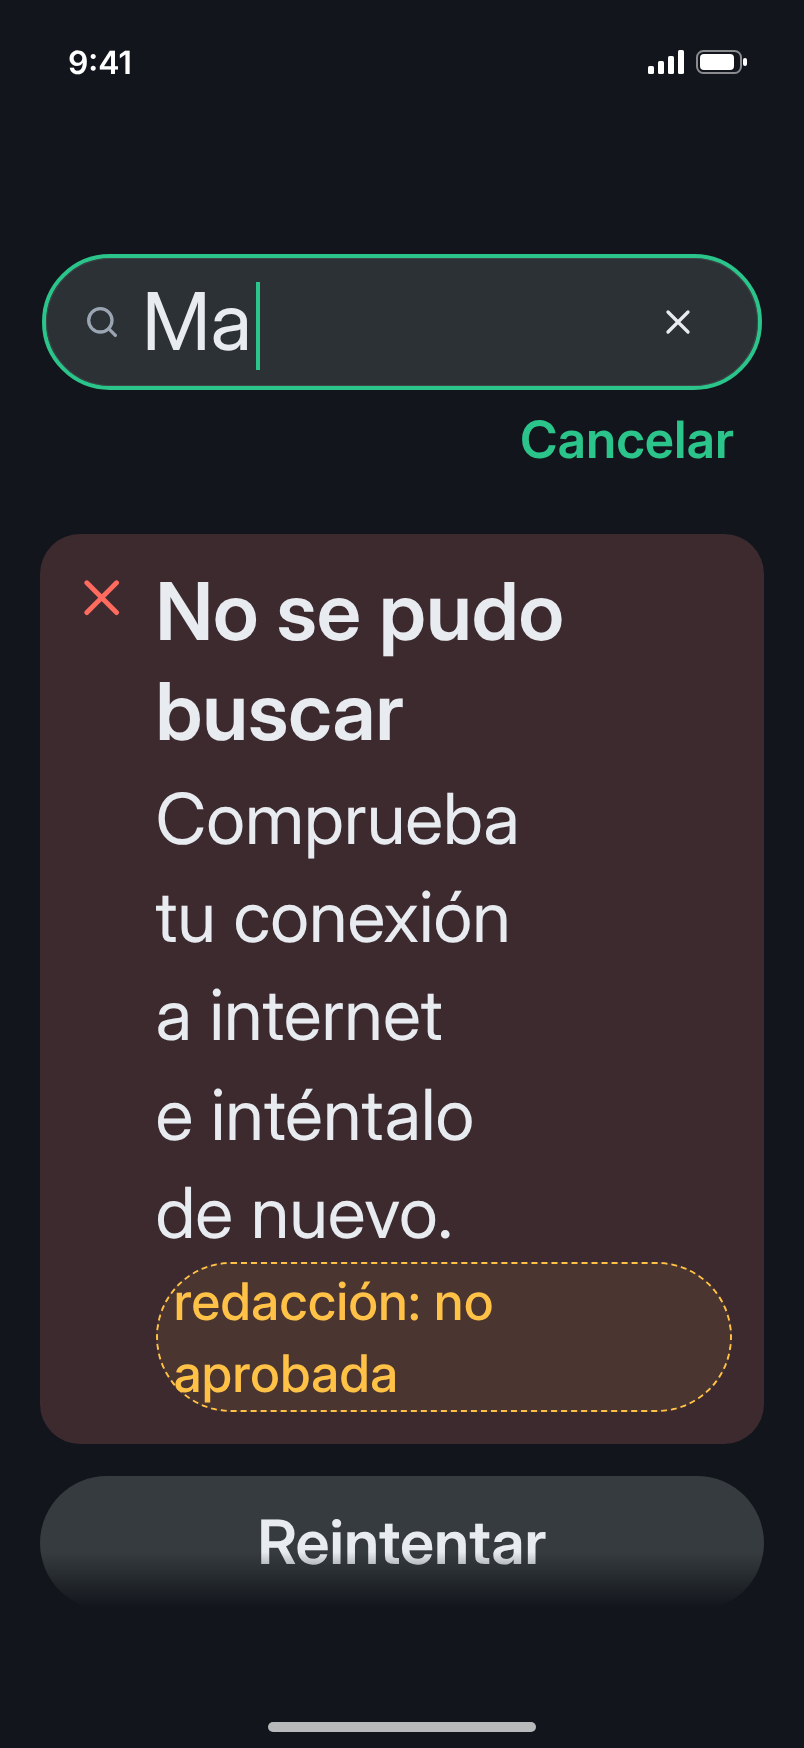 9:41
Ma
Cancelar
No se pudo
buscar
Comprueba
tu conexión
a internet
e inténtalo
de nuevo.
redacción: no
aprobada
Reintentar